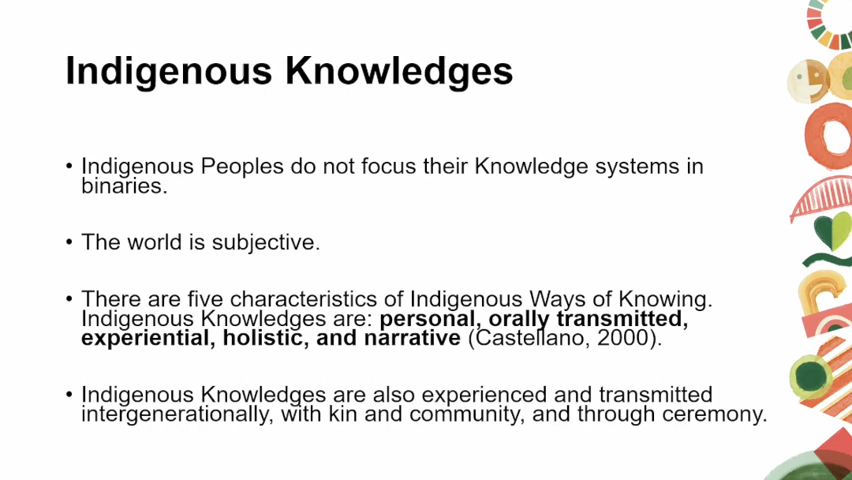 Indigenous Knowledges
• Indigenous Peoples do not focus their Knowledge systems in
binaries.
• The world is subjective.
• There are five characteristics of Indigenous Ways of Knowing.
Indigenous Knowledges are: personal, orally transmitted,
experiential, holistic, and narrative (Castellano, 2000).
• Indigenous Knowledges are also experienced and transmitted
intergenerationally, with kin and community, and through ceremony.